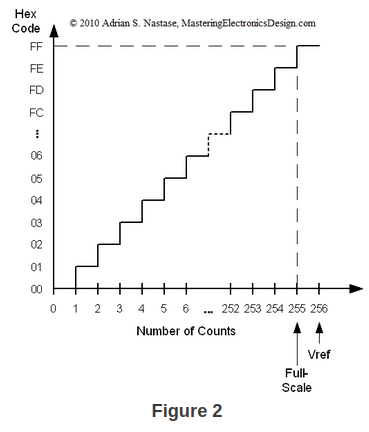 Hex
Code
© 2010 Adrian S. Nastase, MasteringElectronicsDesign.com
FF
FE
FD
FC
...
06
05
04
03
02
01
00
0 1 2 3 4 5 6 ... 252 253 254 255 256
Number of Counts
Vref
Full-
Scale
Figure 2